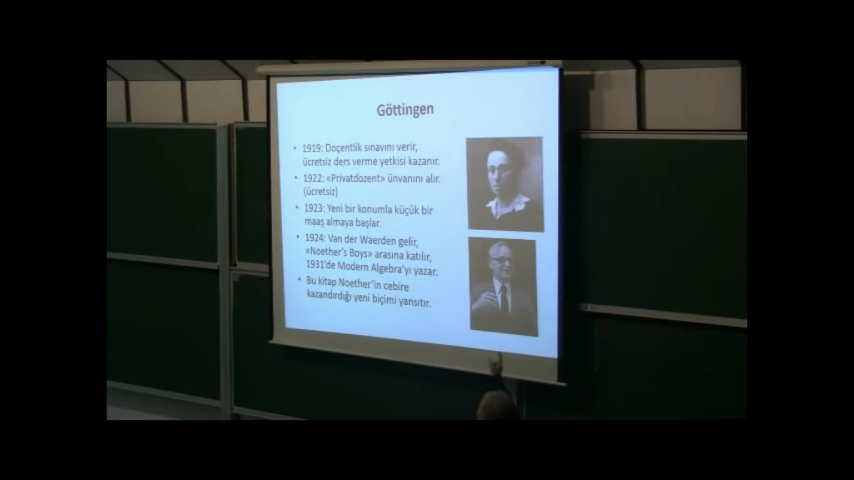 Göttingen
• 1919: Doçentlik sınavını verir,
ücretsiz ders verme yetkisi kazanır.
• 1922: «Privatdozent» ünvanını alır.
(ücretsiz)
• 1923: Yeni bir konumla küçük bir
maaş almaya başlar.
• 1924: Van der Waerden gelir,
«Noether's Boys» arasına katılır,
1931'de Modern Algebra'yı yazar.
• Bu kitap Noether'in cebire
kazandırdığı yeni biçimi yansıtır.